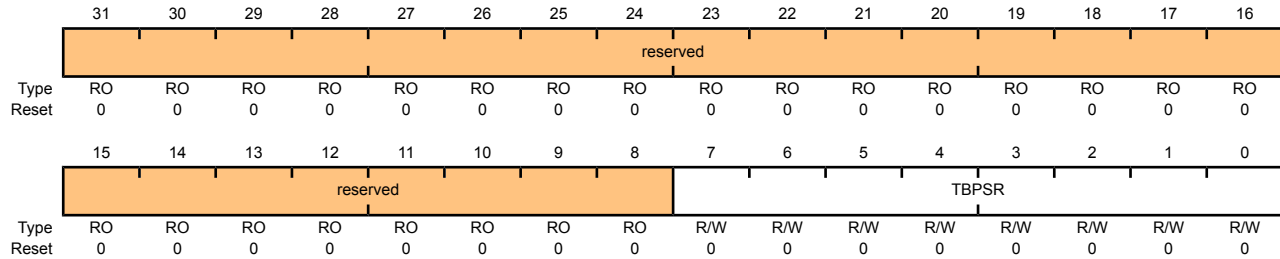 31 30 29 28 27 26 25 24 23 22 21 20 19 18 17 16
reserved
Type RO RO RO RO RO RO RO RO RO RO RO RO RO RO RO RO
Reset 0 0 0 0 0 0 0 0 0 0 0 0 0 0 0 0
15 14 13 12 11 10 9 8 7 6 5 4 3 2 1 0
reserved TBPSR
Type RO RO RO RO RO RO RO RO R/W R/W R/W R/W R/W R/W R/W R/W
Reset 0 0 0 0 0 0 0 0 0 0 0 0 0 0 0 0